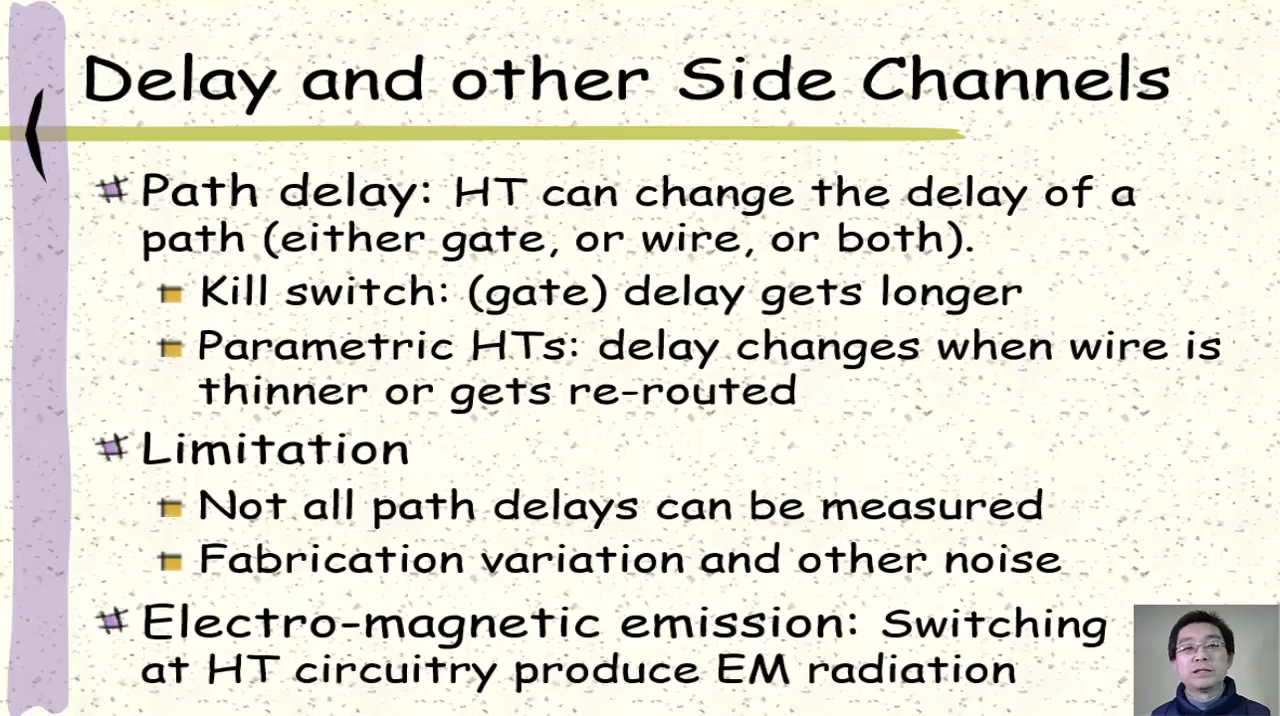 Delay and other Side Channels
Path delay: HT can change the delay of a
path (either gate, or wire, or both).
Kill switch: (gate) delay gets longer
Parametric HTs: delay changes when wire is
thinner or gets re-routed
Limitation
Not all path delays can be measured
Fabrication variation and other noise
Electro-magnetic emission: Switching
at HT circuitry produce EM radiation